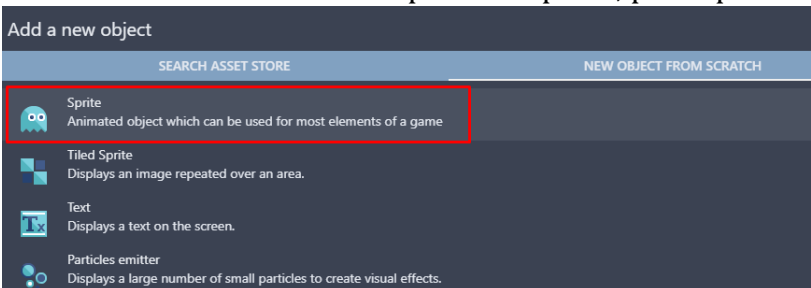 Add a new object
SEARCH ASSET STORE
NEW OBJECT FROM SCRATCH
Sprite
Animated object which can be used for most elements of a game
Tiled Sprite
Displays an image repeated over an area.
Tx
Text
Displays a text on the screen.
Particles emitter
Displays a large number of small particles to create visual effects.